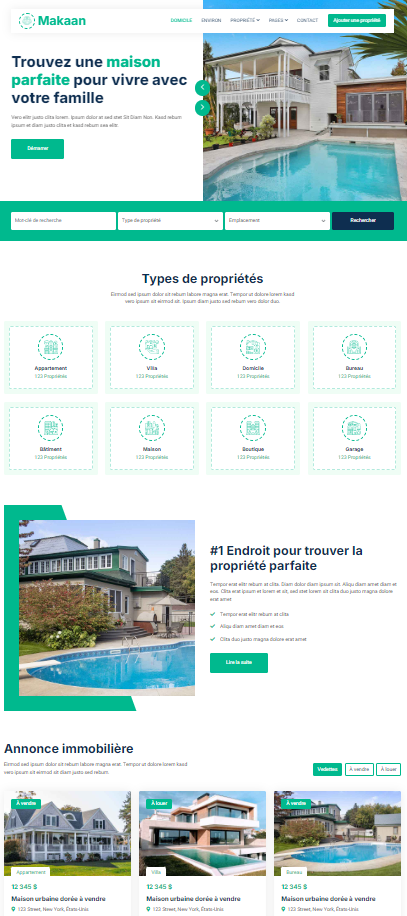 Makaan
DOMICILE
ENVIRON
PROPRIÉTÉ
PAGES
CONTACT
Ajouter une propriété
Trouvez une maison
parfaite pour vivre avec
votre famille
Vero elitr justo clita lorem. Ipsum dolor at sed stet Sit Diam Non. Kasd rebum
ipsum et diam justo clita et kasd rebum sea elitr.
Démarrer
Mot-clé de recherche
Type de propriété
Emplacement
Rechercher
Types de propriétés
Eirmod sed ipsum dolor sit rebum labore magna erat. Tempor ut dolore lorem kasd
vero ipsum sit eirmod sit. Ipsum diam justo sed rebum vero dolor duo.
Appartement
123 Propriétés
Villa
123 Propriétés
Domicile
123 Propriétés
Bureau
123 Propriétés
Bâtiment
123 Propriétés
Maison
123 Propriétés
Boutique
123 Propriétés
Garage
123 Propriétés
#1 Endroit pour trouver la
propriété parfaite
Tempor erat elitr rebum at clita. Diam dolor diam ipsum sit. Aliqu diam amet diam et
eos. Clita erat ipsum et lorem et sit, sed stet lorem sit clita duo justo magna dolore
erat amet
Tempor erat elitr rebum at clita
Aliqu diam amet diam et eos
Clita duo justo magna dolore erat amet
Lire la suite
Annonce immobilière
Eirmod sed ipsum dolor sit rebum labore magna erat. Tempor ut dolore lorem kasd
vero ipsum sit eirmod sit diam justo sed rebum.
Vedettes
À vendre
À louer
À vendre
Appartement
12 345 $
Maison urbaine dorée à vendre
123 Street, New York, États-Unis
À louer
Villa
12 345 $
Maison urbaine dorée à vendre
123 Street, New York, États-Unis
À vendre
Bureau
12 345 $
Maison urbaine dorée à vendre
123 Street, New York, États-Unis